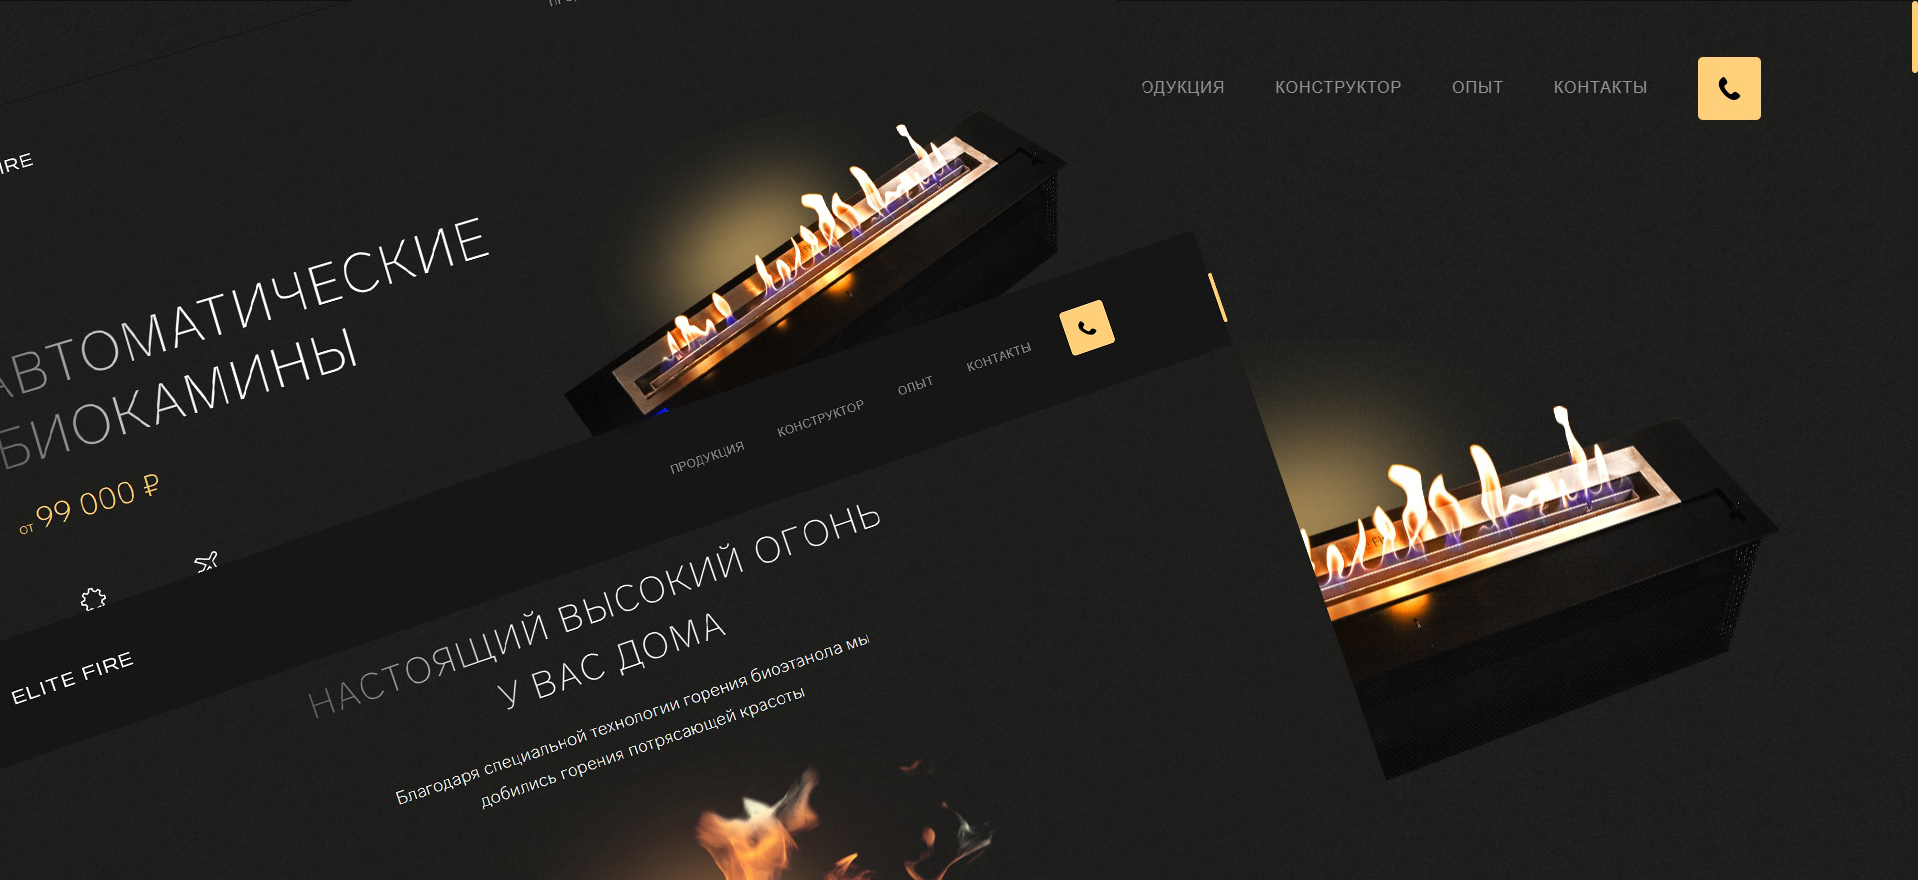 ОДУКЦИЯ КОНСТРУКТОР ОПЫТ КОНТАКТЫ
IRE
АВТОМАТИЧЕСКИЕ
БИОКАМИНЫ
от 99 000 ₽
ELITE FIRE ПРОДУКЦИЯ КОНСТРУКТОР ОПЫТ КОНТАКТЫ
НАСТОЯЩИЙ ВЫСОКИЙ ОГОНЬ
У ВАС ДОМА
Благодаря специальной технологии горения биоэтанола мы
добились горения потрясающей красоты